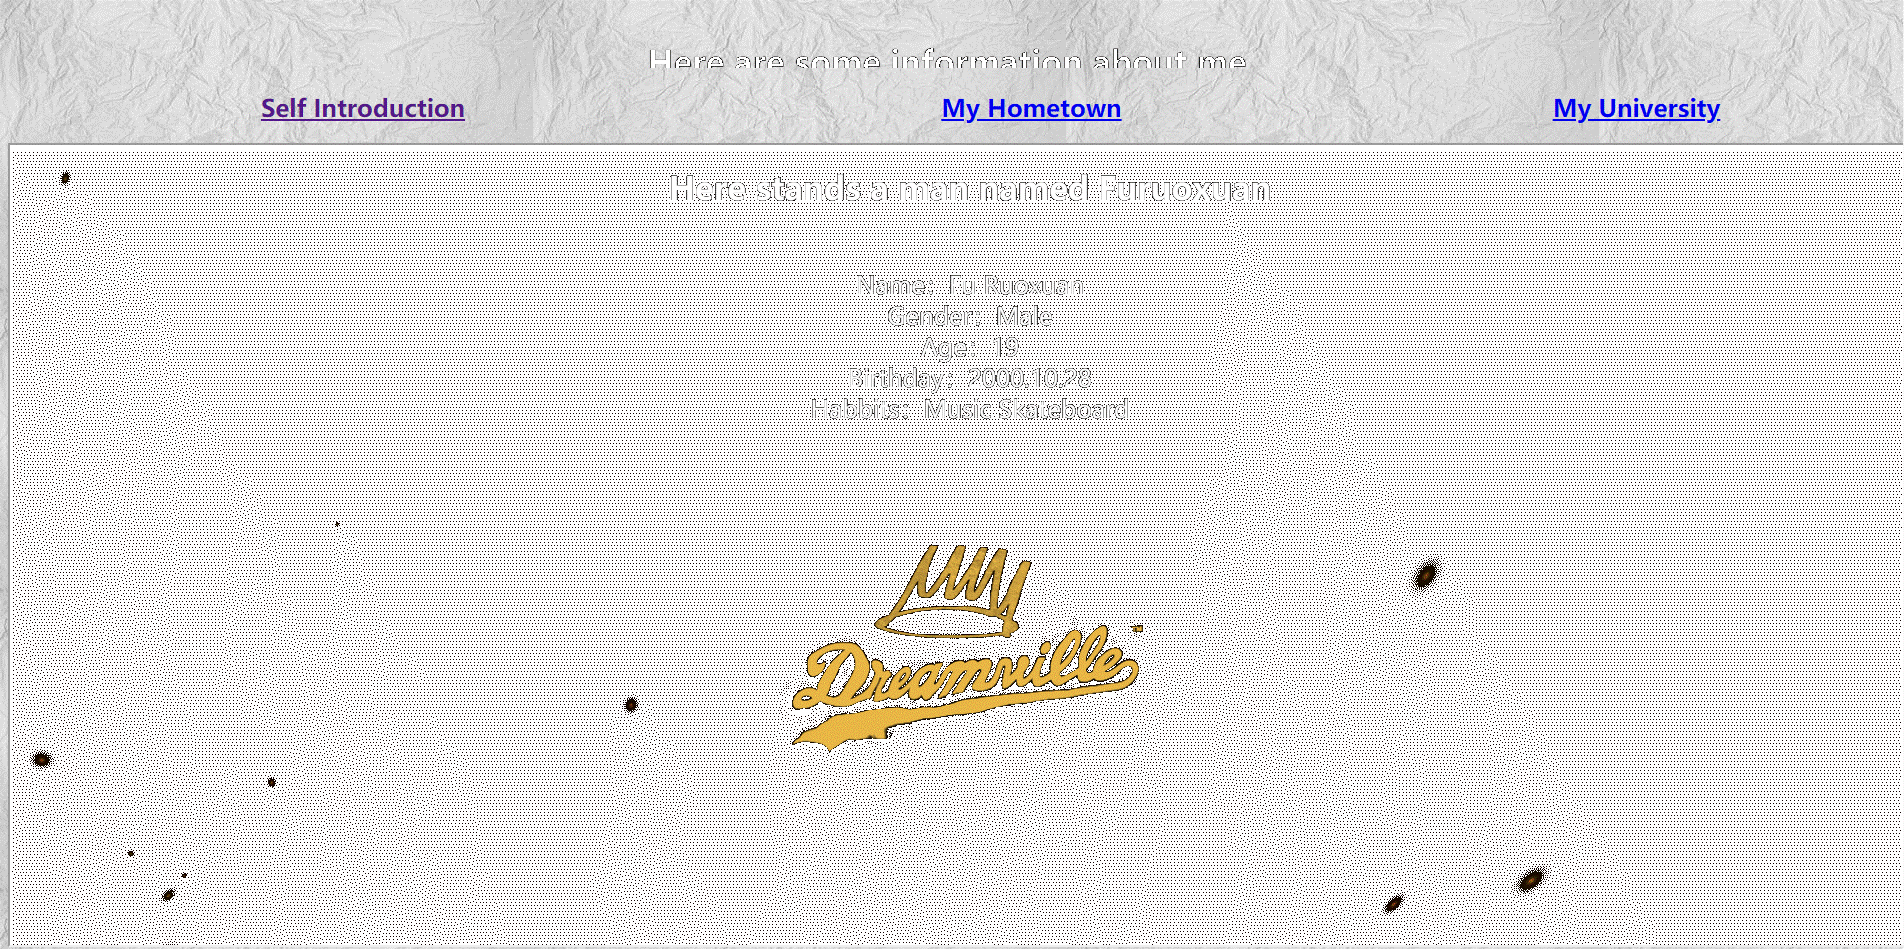 Here are some information about me
Self Introduction My Hometown My University
Here stands a man named Furuoxuan
Name: Fu Ruoxuan
Gender: Male
Age: 19
Birthday: 2000.10.28
Habbits: Music Skateboard
Dreamville